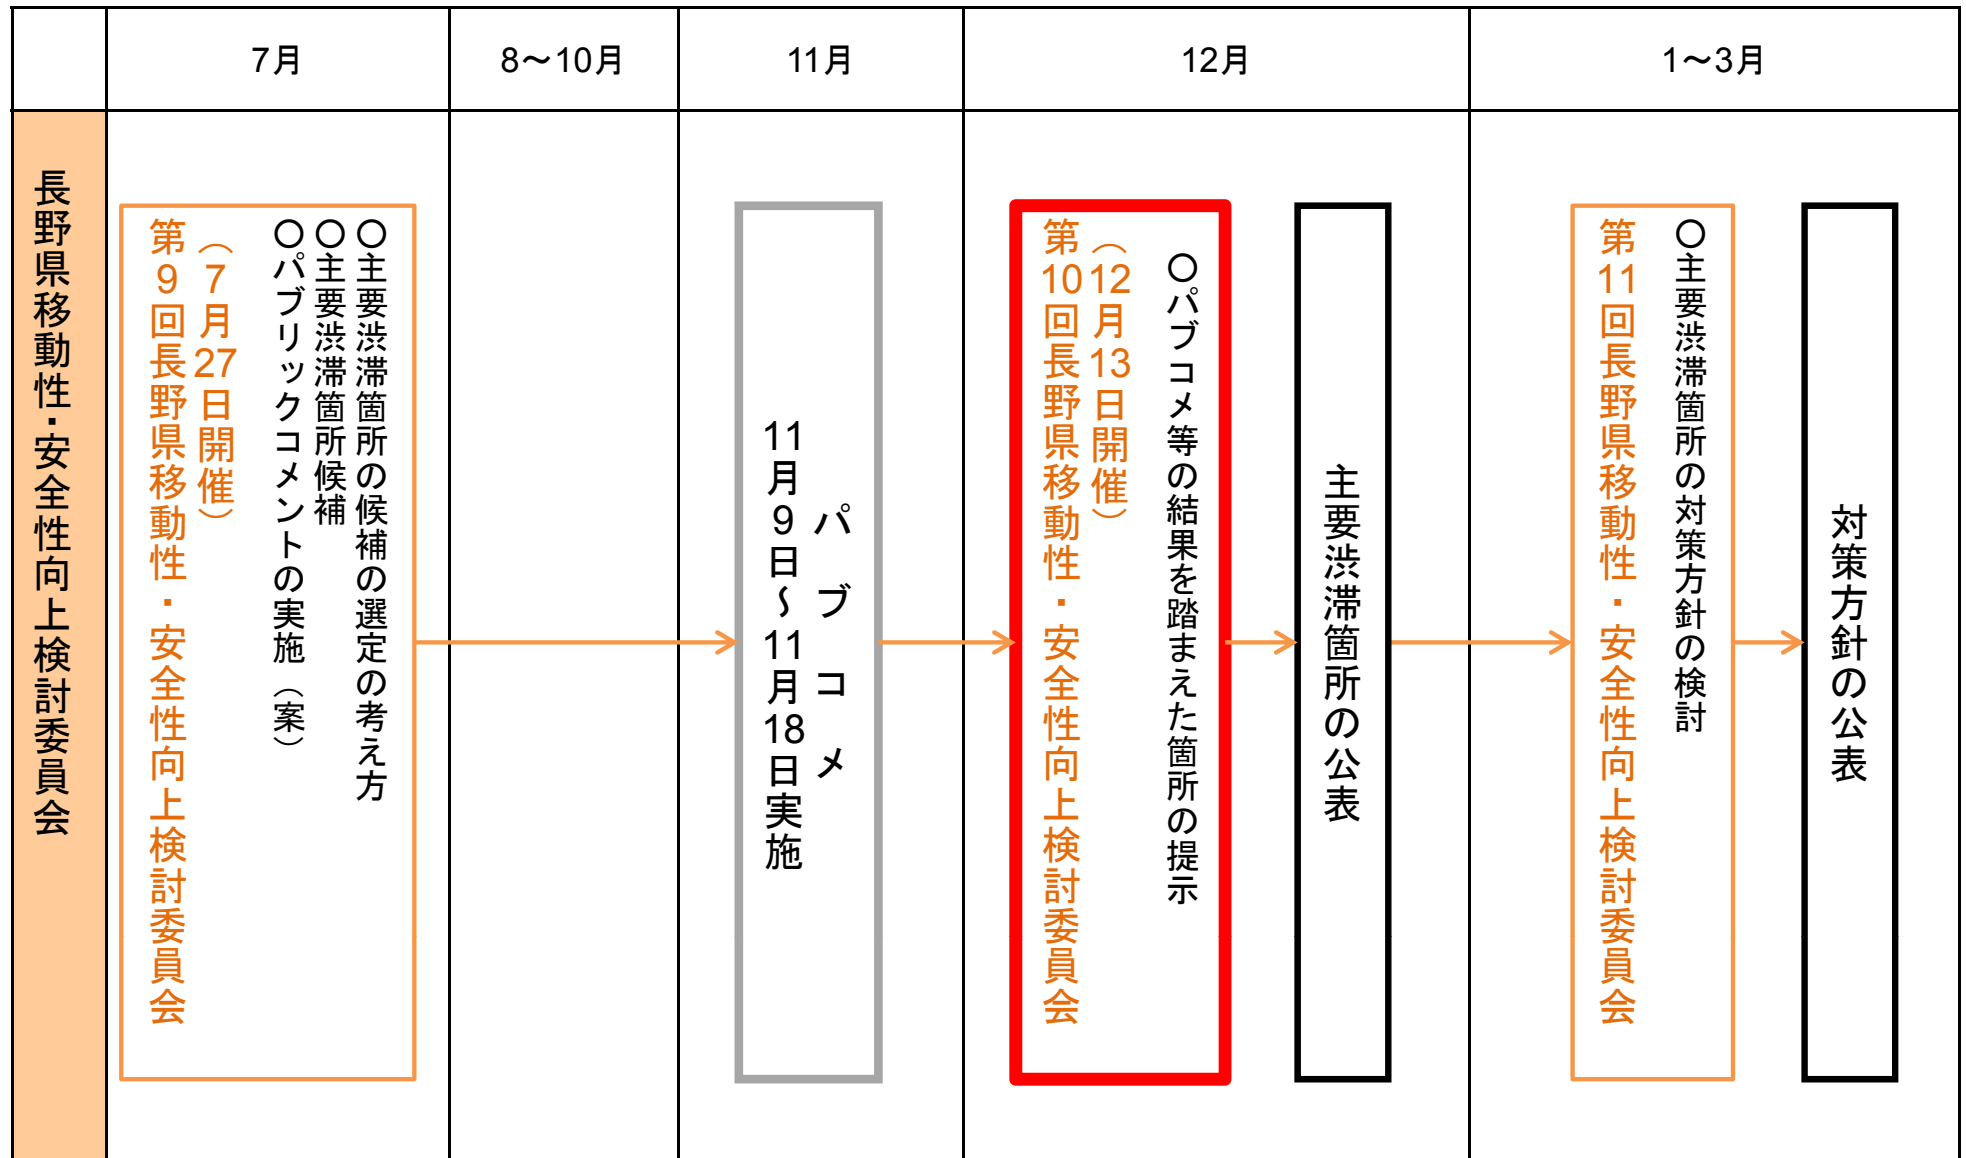 7月
8～10月
11月
12月
1～3月
長野県移動性・安全性向上検討委員会
第9回長野県移動性・安全性向上検討委員会
（7月27日開催）
〇主要渋滞箇所の候補の選定の考え方
〇主要渋滞箇所候補
〇パブリックコメントの実施（案）
パブコメ
11月9日～11月18日実施
第10回長野県移動性・安全性向上検討委員会
（12月13日開催）
〇パブコメ等の結果を踏まえた箇所の提示
主要渋滞箇所の公表
第11回長野県移動性・安全性向上検討委員会
〇主要渋滞箇所の対策方針の検討
対策方針の公表